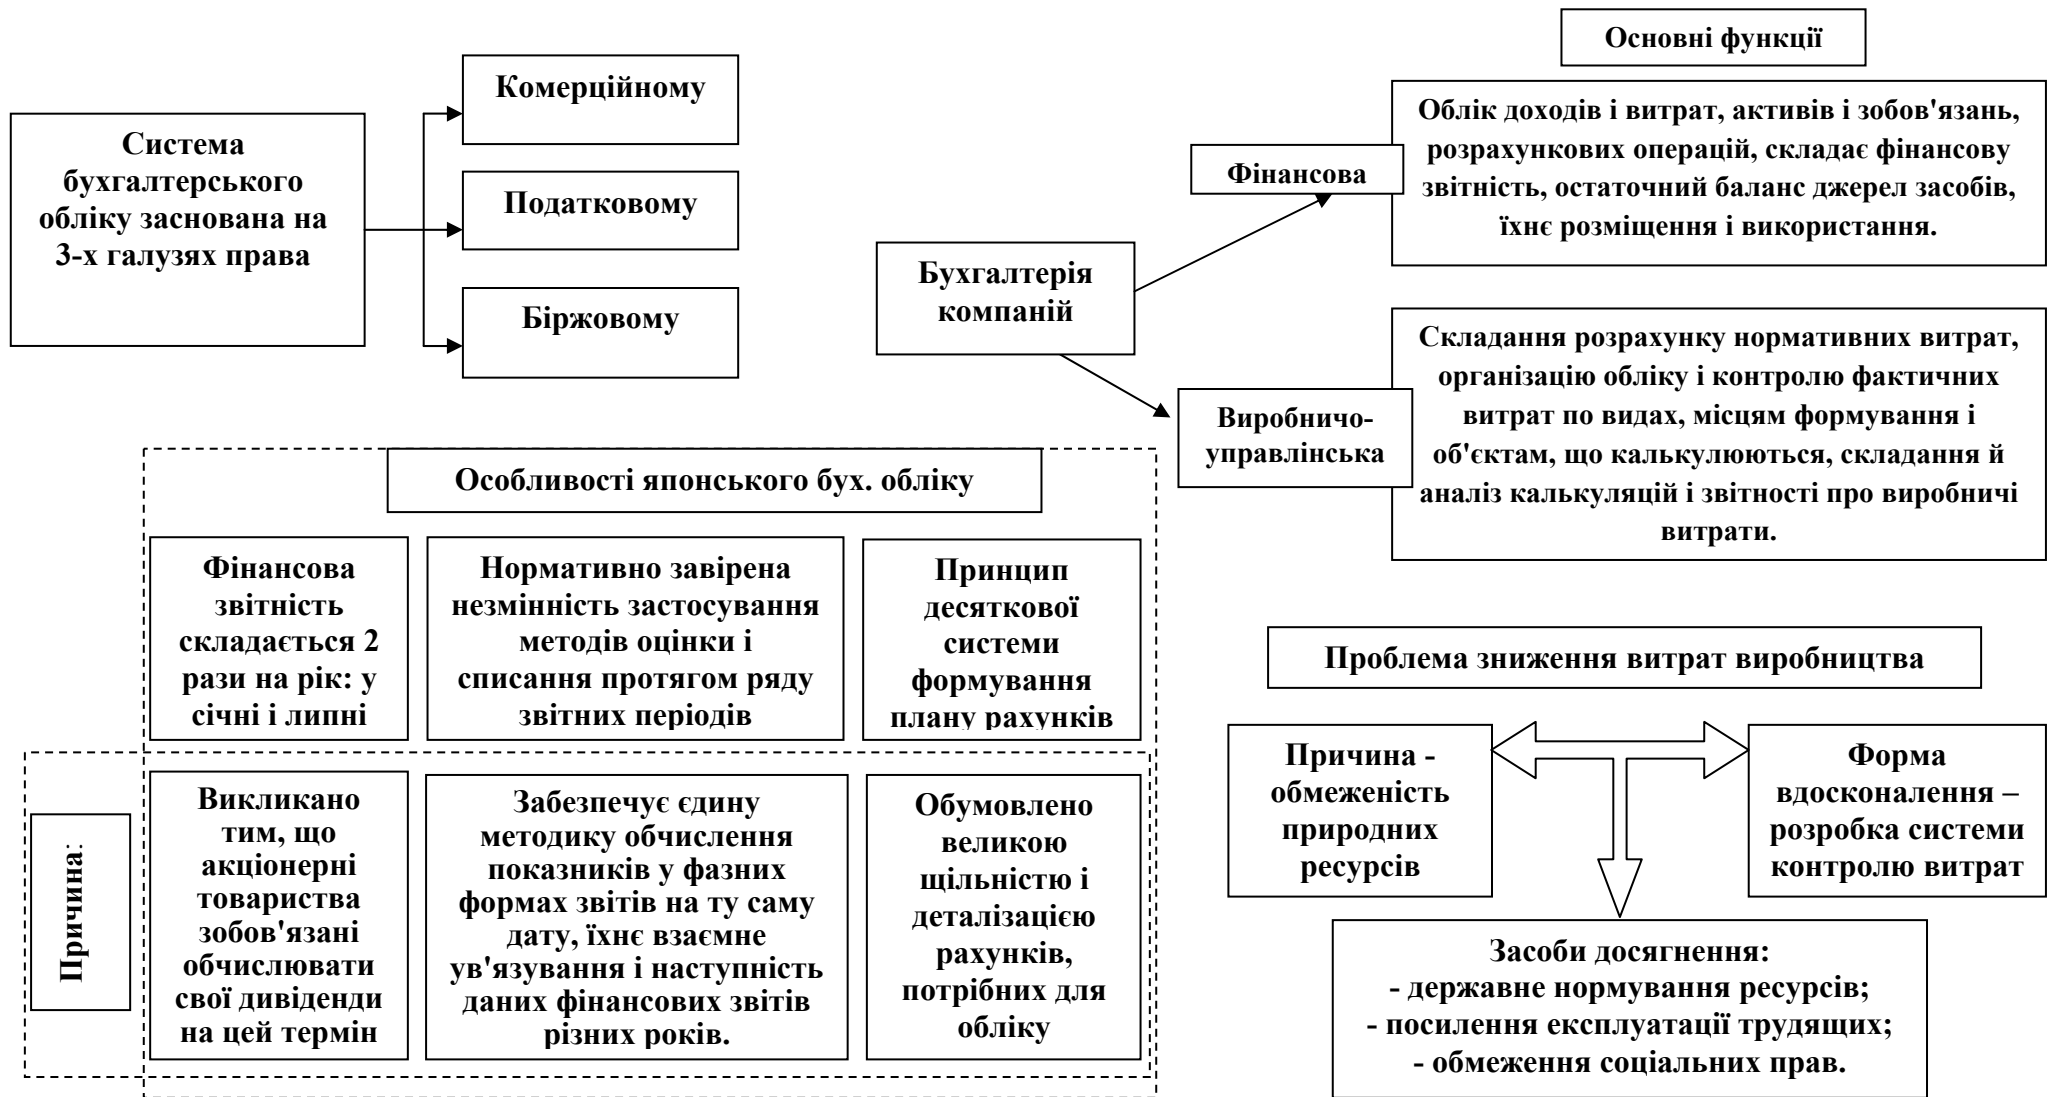 Система
бухгалтерського
обліку заснована на
3-х галузях права
Комерційному
Податковому
Біржовому
Основні функції
Бухгалтерія
компаній
Фінансова
Облік доходів і витрат, активів і зобов'язань,
розрахункових операцій, складає фінансову
звітність, остаточний баланс джерел засобів,
їхнє розміщення і використання.
Виробничо-
управлінська
Складання розрахунку нормативних витрат,
організацію обліку і контролю фактичних
витрат по видах, місцям формування і
об'єктам, що калькулюються, складання й
аналіз калькуляцій і звітності про виробничі
витрати.
Особливості японського бух. обліку
Фінансова
звітність
складається 2
рази на рік: у
січні і липні
Нормативно завірена
незмінність застосування
методів оцінки і
списання протягом ряду
звітних періодів
Принцип
десяткової
системи
формування
плану рахунків
Причина:
Викликано
тим, що
акціонерні
товариства
зобов'язані
обчислювати
свої дивіденди
на цей термін
Забезпечує єдину
методику обчислення
показників у фазних
формах звітів на ту саму
дату, їхнє взаємне
ув'язування і наступність
даних фінансових звітів
різних років.
Обумовлено
великою
щільністю і
деталізацією
рахунків,
потрібних для
обліку
Проблема зниження витрат виробництва
Причина -
обмеженість
природних
ресурсів
Форма
вдосконалення –
розробка системи
контролю витрат
Засоби досягнення:
- державне нормування ресурсів;
- посилення експлуатації трудящих;
- обмеження соціальних прав.